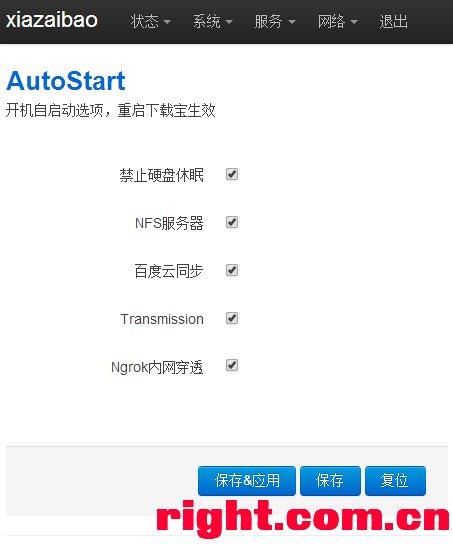 xiazaibao 状态 系统 服务 网络 退出
AutoStart
开机自启动选项，重启下载宝生效
禁止硬盘休眠
NFS服务器
百度云同步
Transmission
Ngrok内网穿透
保存&应用 保存 复位
right.com.cn